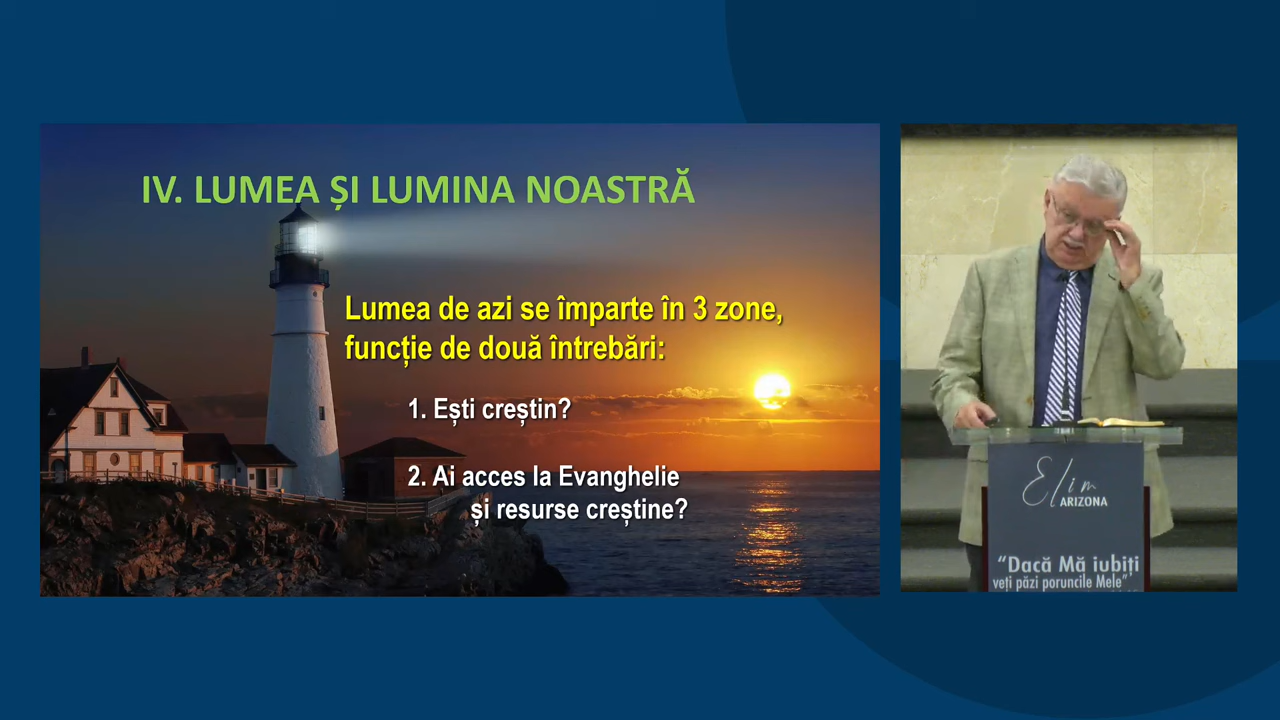 IV. LUMEA ȘI LUMINA NOASTRĂ
Lumea de azi se împarte în 3 zone,
funcție de două întrebări:
1. Ești creștin?
2. Ai acces la Evanghelie
și resurse creștine?
Elim
ARIZONA
“Dacă Mă iubiți
veți păzi poruncile Mele”